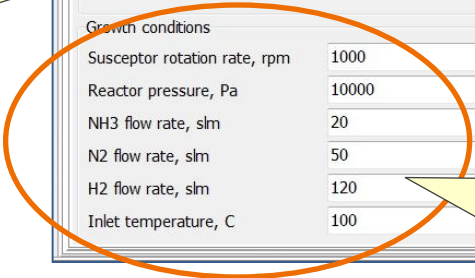 Growth conditions
Susceptor rotation rate, rpm 1000
Reactor pressure, Pa 10000
NH3 flow rate, slm 20
N2 flow rate, slm 50
H2 flow rate, slm 120
Inlet temperature, C 100